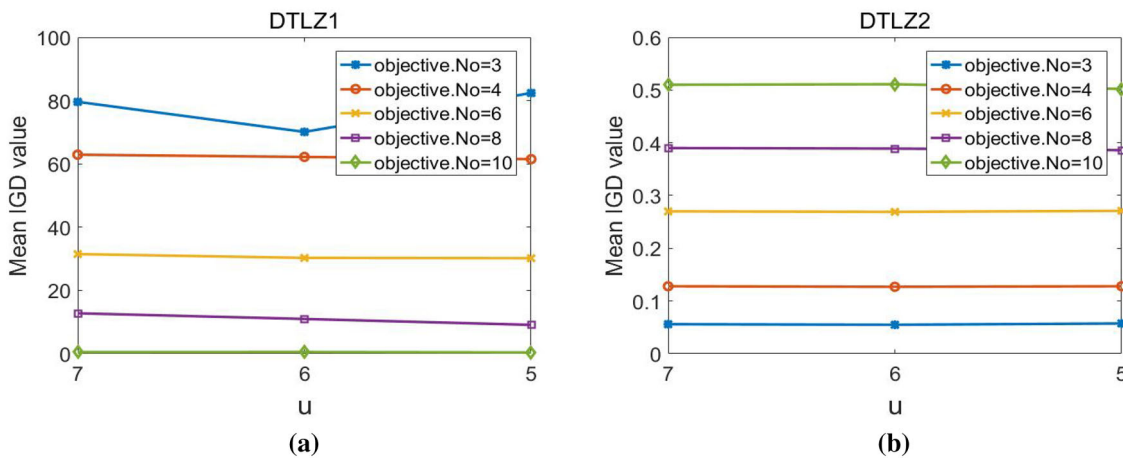 DTLZ1
100
80
60
40
20
0
Mean IGD value
objective.No=3
objective.No=4
objective.No=6
objective.No=8
objective.No=10
7 6 5
u
(a)
DTLZ2
0.6
0.5
0.4
0.3
0.2
0.1
0
Mean IGD value
objective.No=3
objective.No=4
objective.No=6
objective.No=8
objective.No=10
7 6 5
u
(b)